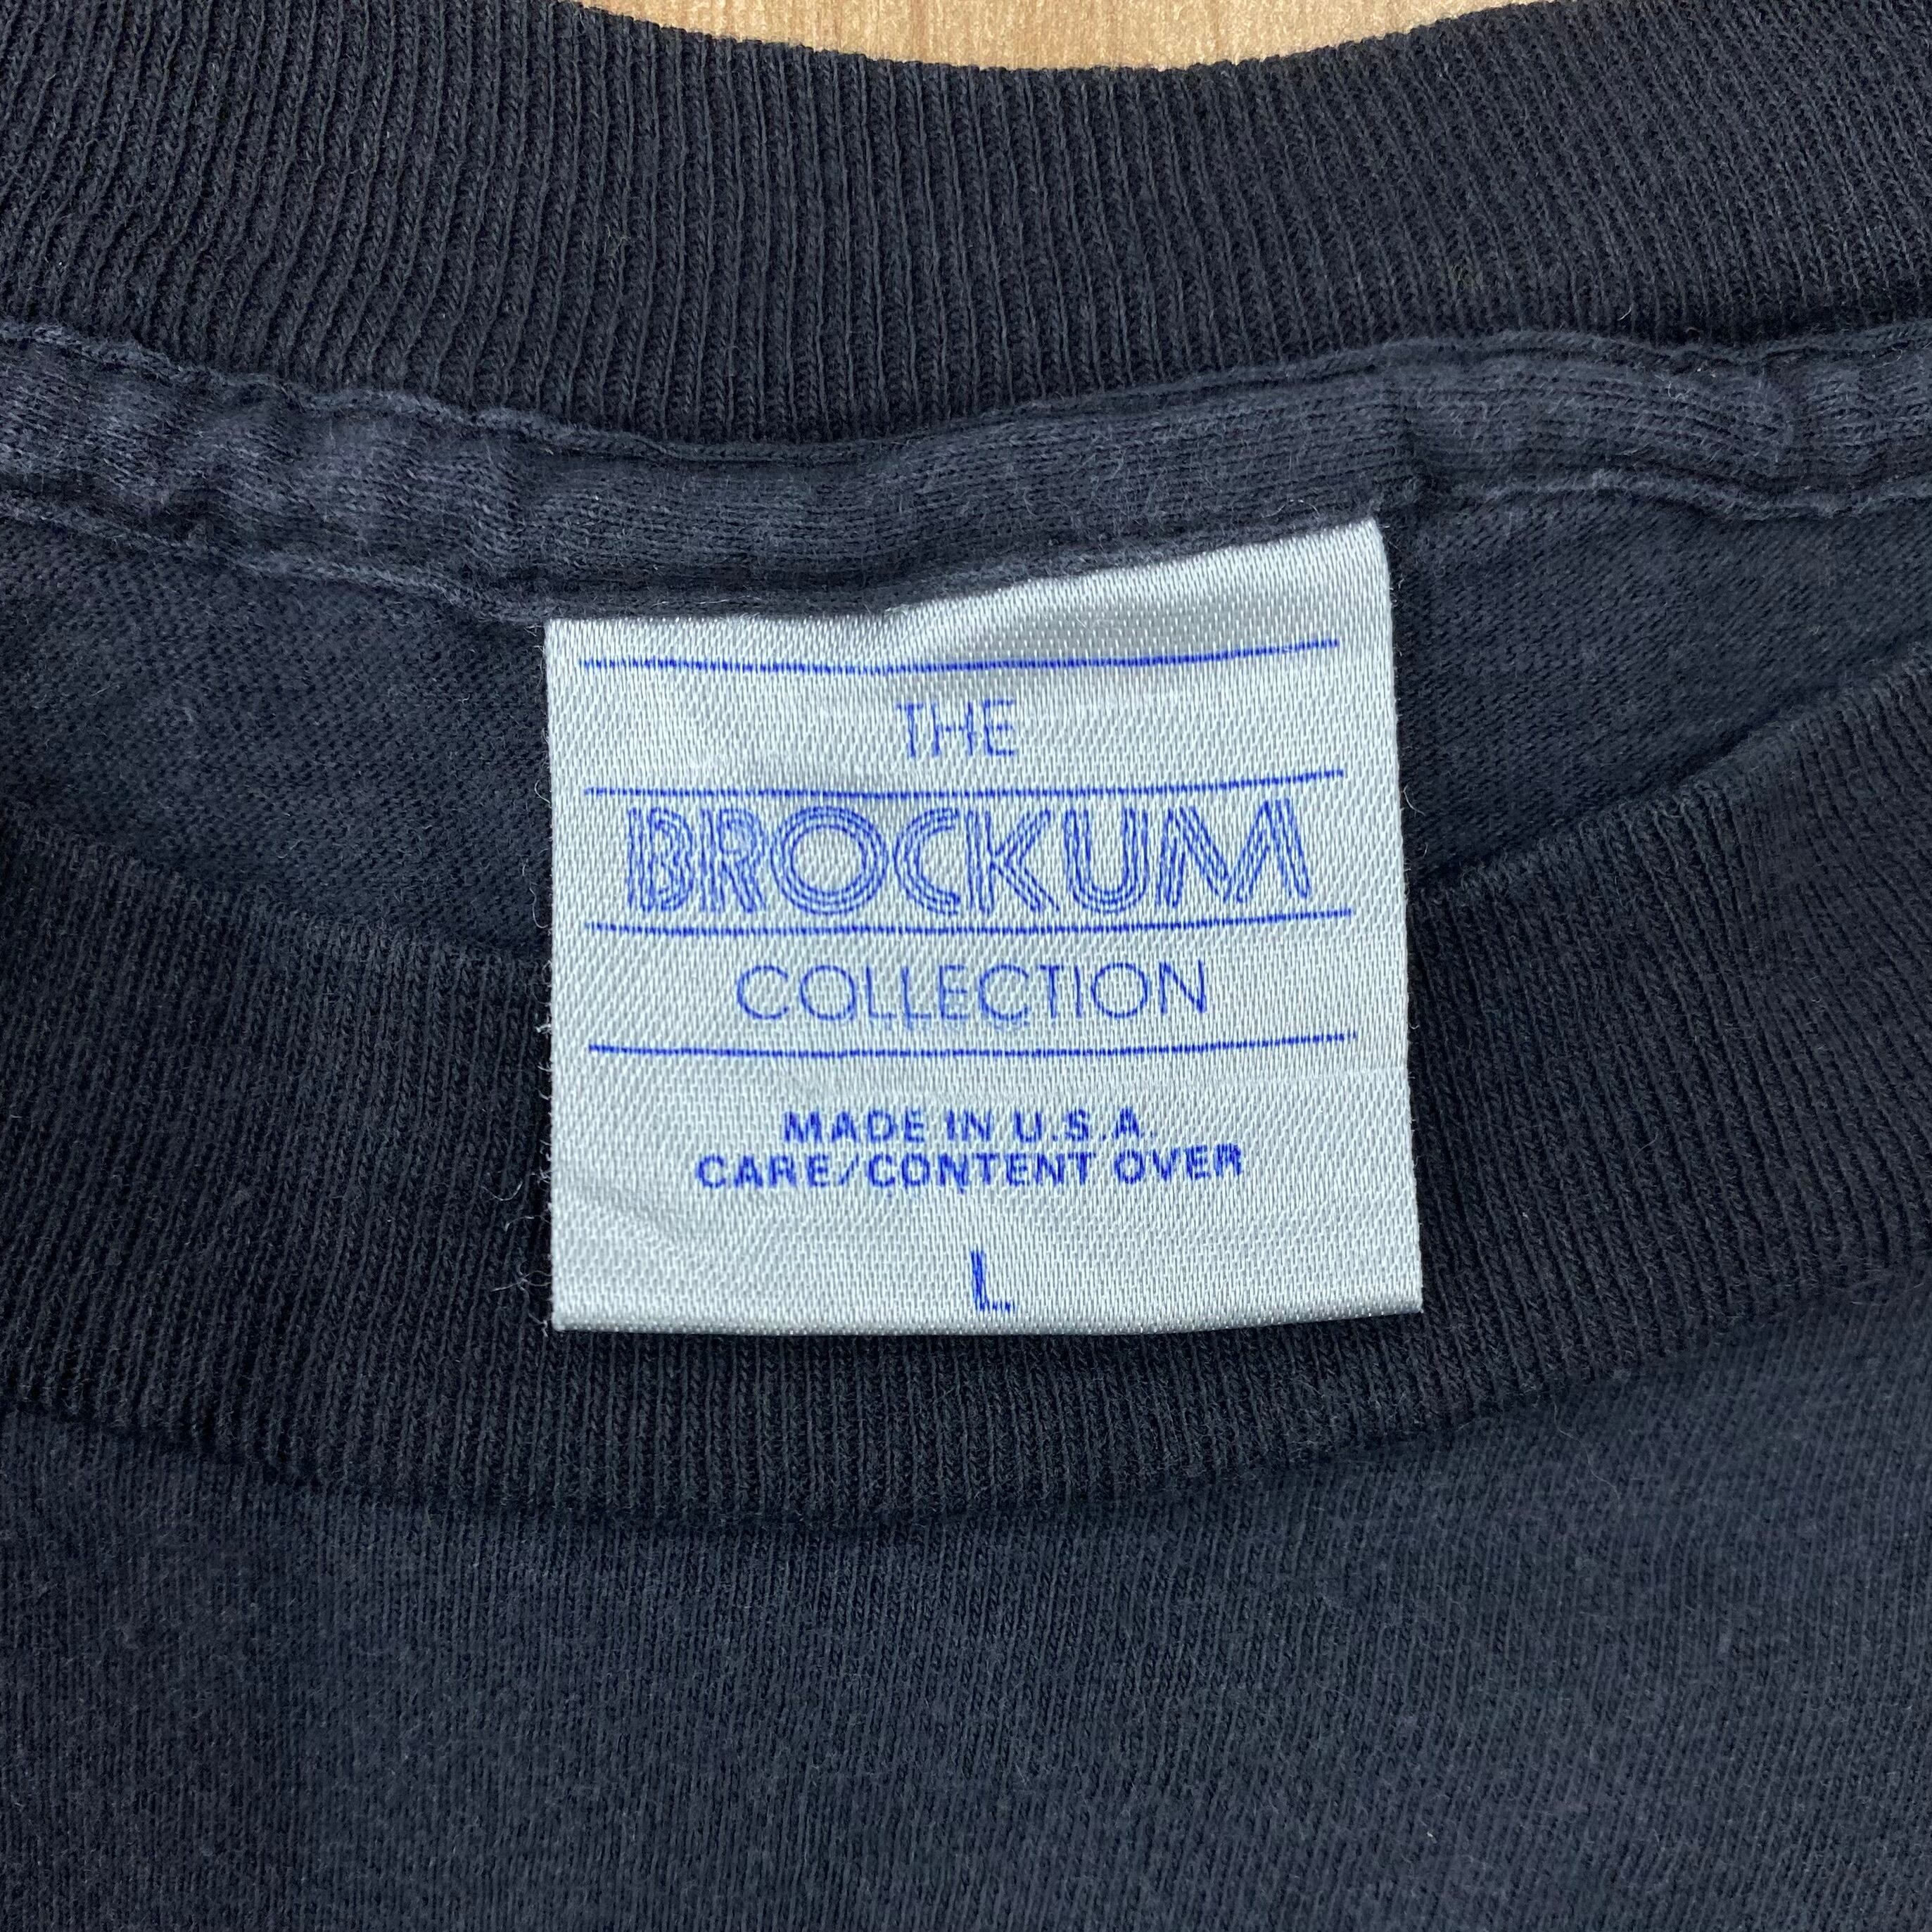 THE
BROCKUM
COLLECTION
MADE IN U.S.A.
CARE/CONTENT OVER
L